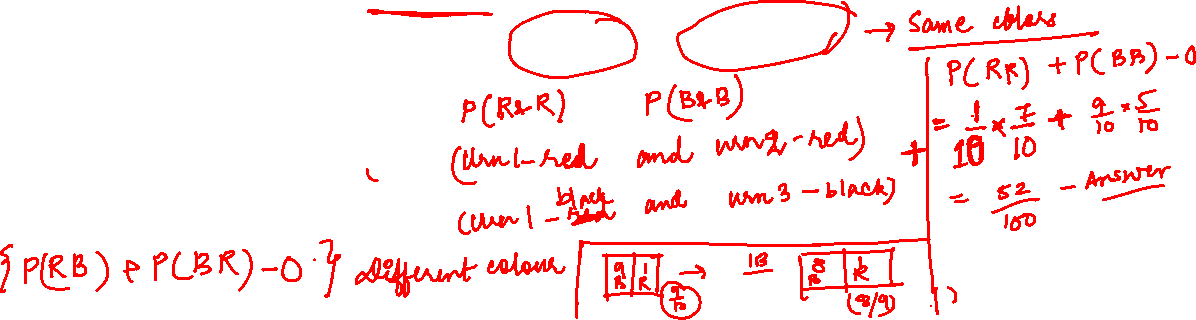 → Same colors
P(R&R) P(B&B)
(Urn1-red and urn2-red)
(Urn1-black and urn3-black)
+
P(RR) + P(BB)-0
= 1/10 × 7/10 + 9/10 × 5/10
= 52/100 - Answer
{P(RB) + P(BR)-0} Different colour
9 B 1 R → 1B 8 B 1 R
9/10 (8/9)